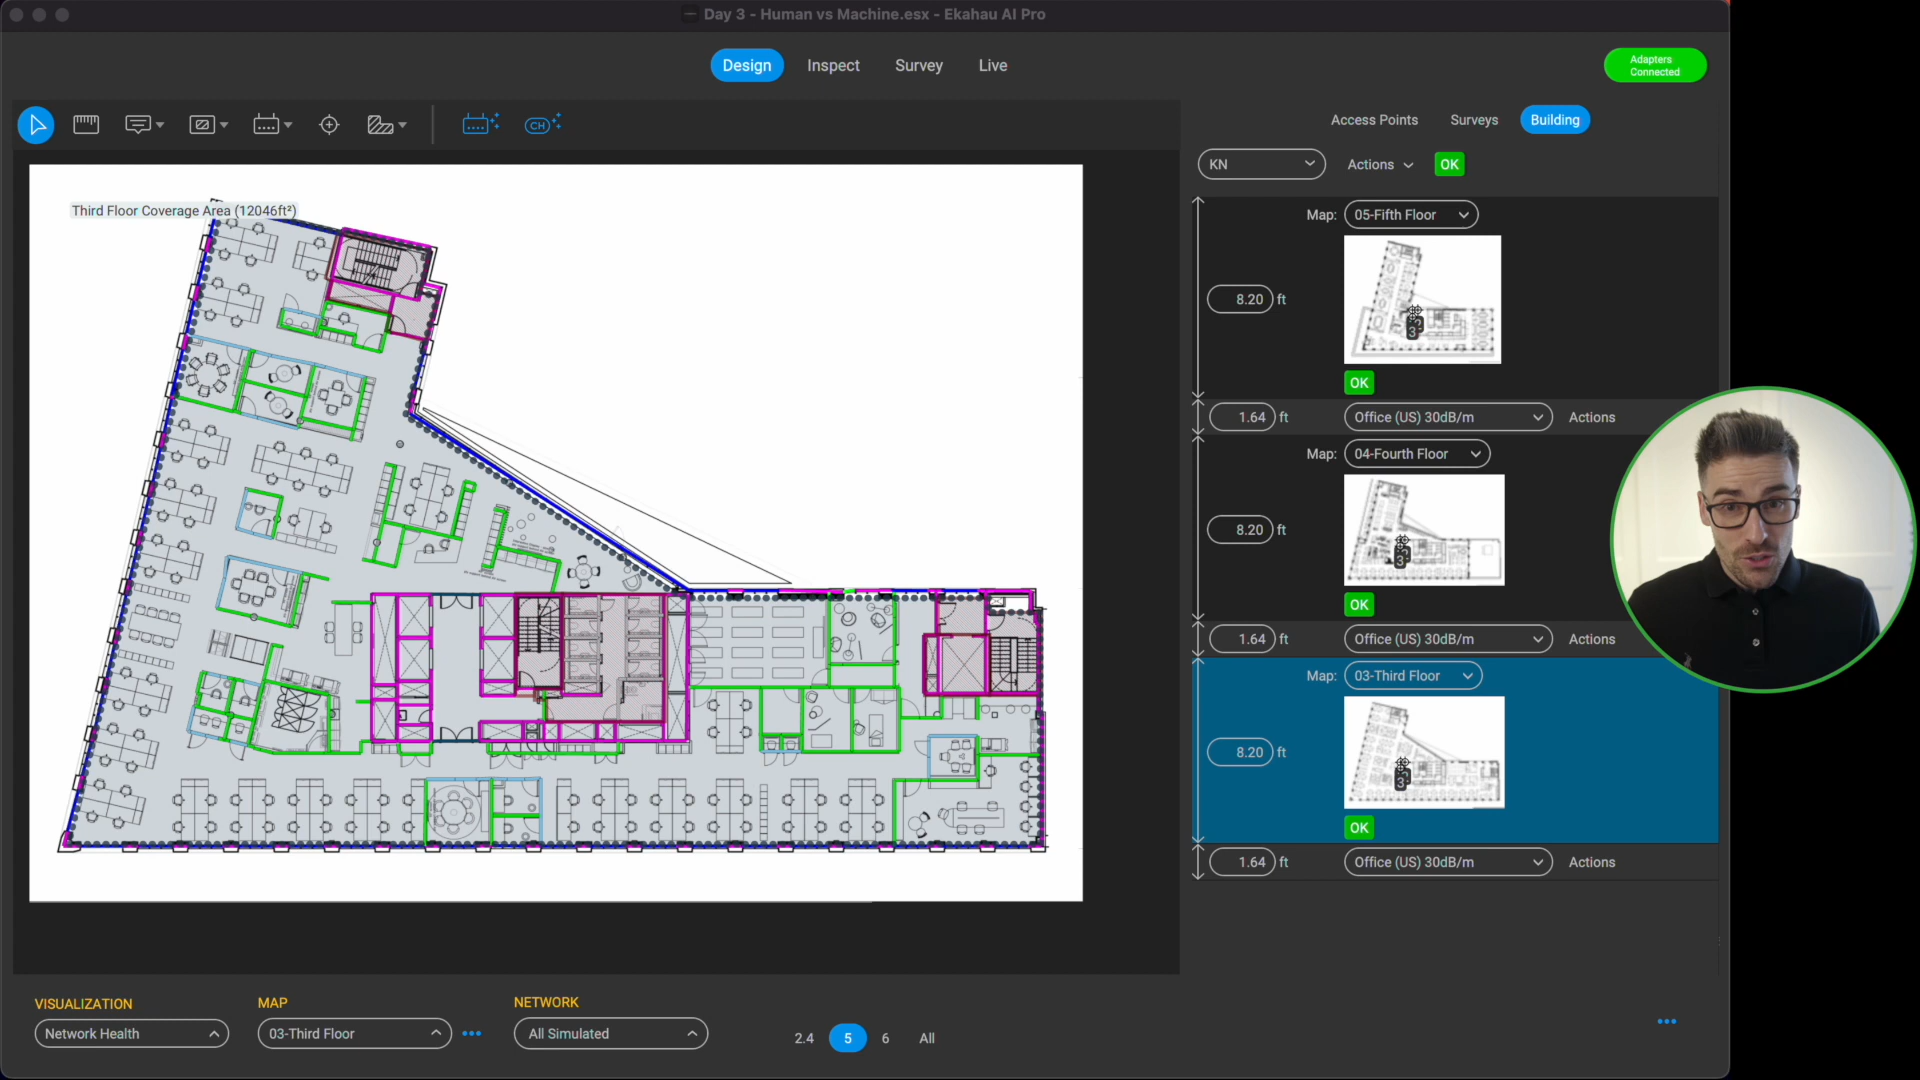 Day 3 - Human vs Machine.esx - Ekahau AI Pro
Design
Inspect
Survey
Live
Adapters
Connected
CH
Access Points
Surveys
Building
KN
Actions
OK
Third Floor Coverage Area (12046ft²)
Map:
05-Fifth Floor
8.20 ft
3
OK
1.64 ft
Office (US) 30dB/m
Actions
Map:
04-Fourth Floor
8.20 ft
3
OK
1.64 ft
Office (US) 30dB/m
Actions
Map:
03-Third Floor
8.20 ft
3
OK
1.64 ft
Office (US) 30dB/m
Actions
VISUALIZATION
Network Health
MAP
03-Third Floor
NETWORK
All Simulated
2.4
5
6
All